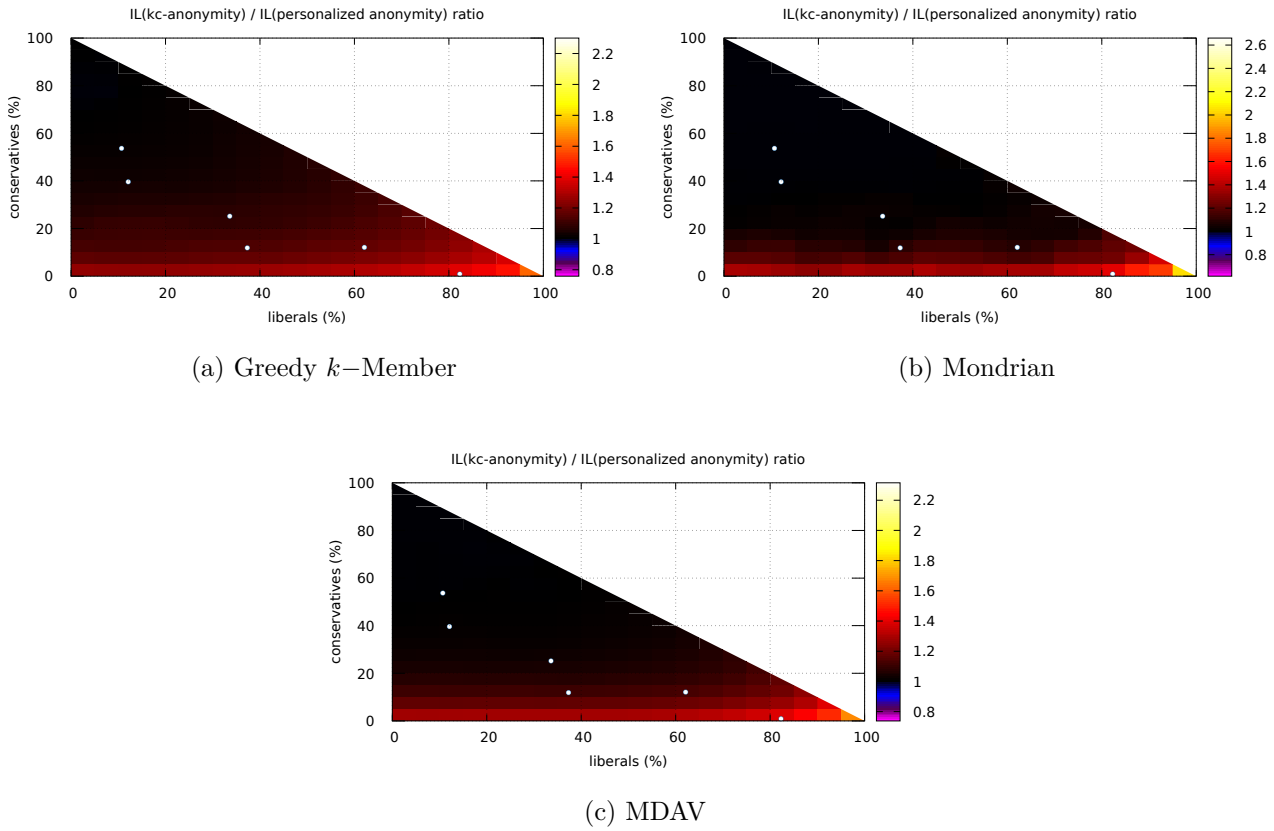 IL(kc-anonymity) / IL(personalized anonymity) ratio
100
80
60
40
20
0
conservatives (%)
0 20 40 60 80 100
liberals (%)
2.2
2
1.8
1.6
1.4
1.2
1
0.8
(a) Greedy k−Member
IL(kc-anonymity) / IL(personalized anonymity) ratio
100
80
60
40
20
0
conservatives (%)
0 20 40 60 80 100
liberals (%)
2.6
2.4
2.2
2
1.8
1.6
1.4
1.2
1
0.8
(b) Mondrian
IL(kc-anonymity) / IL(personalized anonymity) ratio
100
80
60
40
20
0
conservatives (%)
0 20 40 60 80 100
liberals (%)
2.2
2
1.8
1.6
1.4
1.2
1
0.8
(c) MDAV